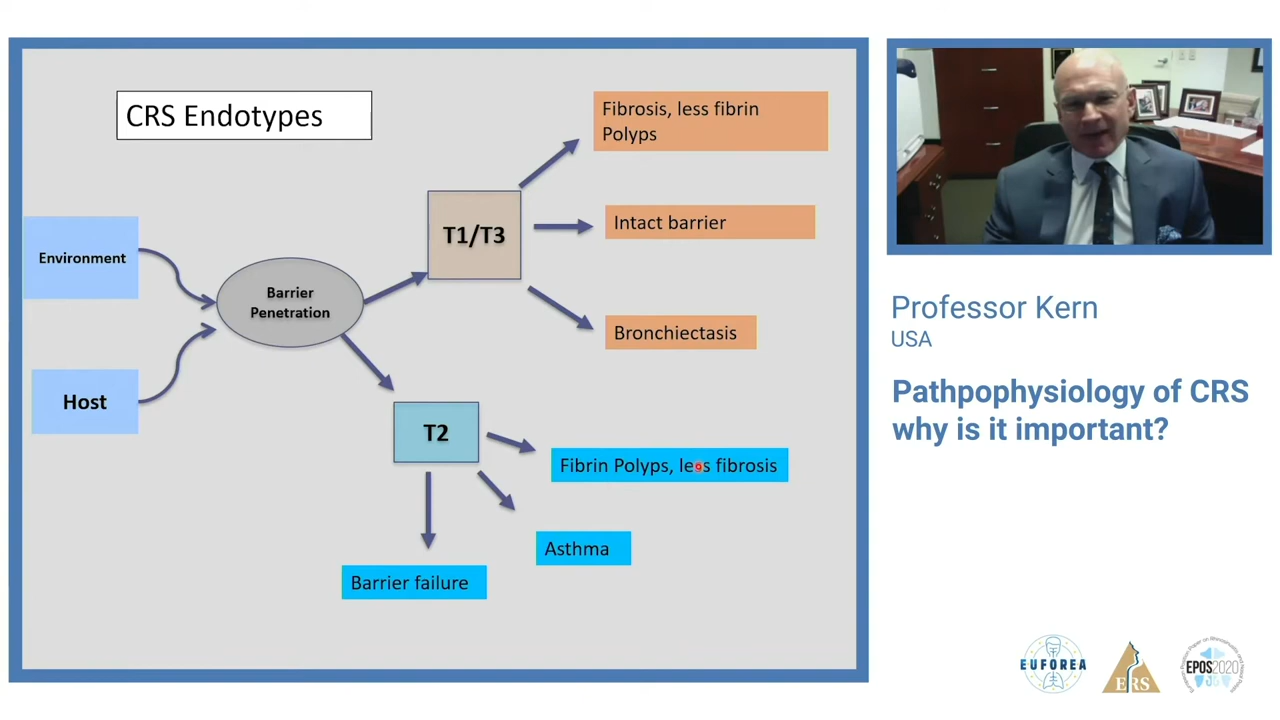 CRS Endotypes
Environment
Host
Barrier
Penetration
T1/T3
Fibrosis, less fibrin
Polyps
Intact barrier
Bronchiectasis
T2
Fibrin Polyps, less fibrosis
Asthma
Barrier failure
Professor Kern
USA
Pathpophysiology of CRS
why is it important?
EUFOREA
ERS
EPOS2020